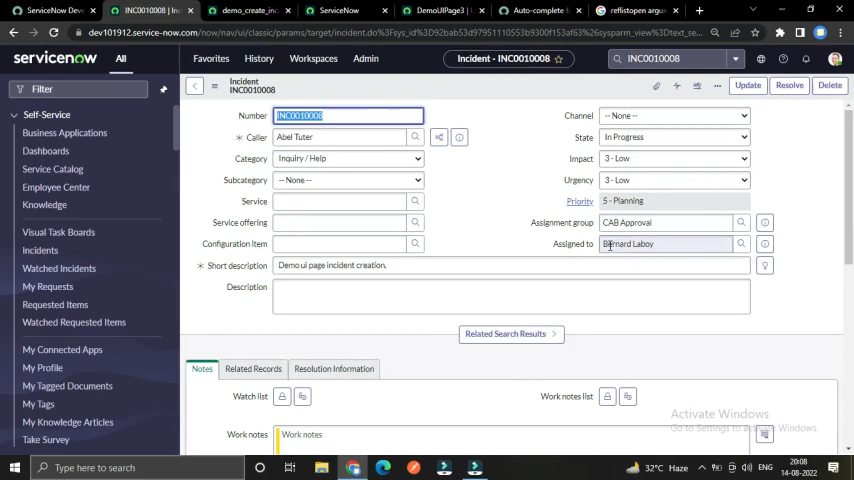 ServiceNow Devel
INC0010008 | Inc
demo_create_inc
ServiceNow
DemoUIPage3 | U
Auto-complete f
reflistopen argun
dev101912.service-now.com/now/nav/ui/classic/params/target/incident.do%3Fsys_id%3D92bab5ad97951110553b9300f153af63%26sysparm_view%3Dtext_se...
servicenow
All
Favorites
History
Workspaces
Admin
Incident - INC0010008
INC0010008
Filter
Incident
INC0010008
Update
Resolve
Delete
Self-Service
Business Applications
Dashboards
Service Catalog
Employee Center
Knowledge
Visual Task Boards
Incidents
Watched Incidents
My Requests
Requested Items
Watched Requested Items
My Connected Apps
My Profile
My Tagged Documents
My Tags
My Knowledge Articles
Take Survey
Number INC0010008
Caller Abel Tuter
Category Inquiry / Help
Subcategory -- None --
Service
Service offering
Configuration item
Channel -- None --
State In Progress
Impact 3 - Low
Urgency 3 - Low
Priority 5 - Planning
Assignment group CAB Approval
Assigned to Bernard Laboy
Short description Demo ui page incident creation.
Description
Related Search Results
Notes
Related Records
Resolution Information
Watch list
Work notes list
Work notes
Work notes
Activate Windows
Go to Settings to activate Windows.
Type here to search
32°C Haze
ENG
20:08
14-08-2022